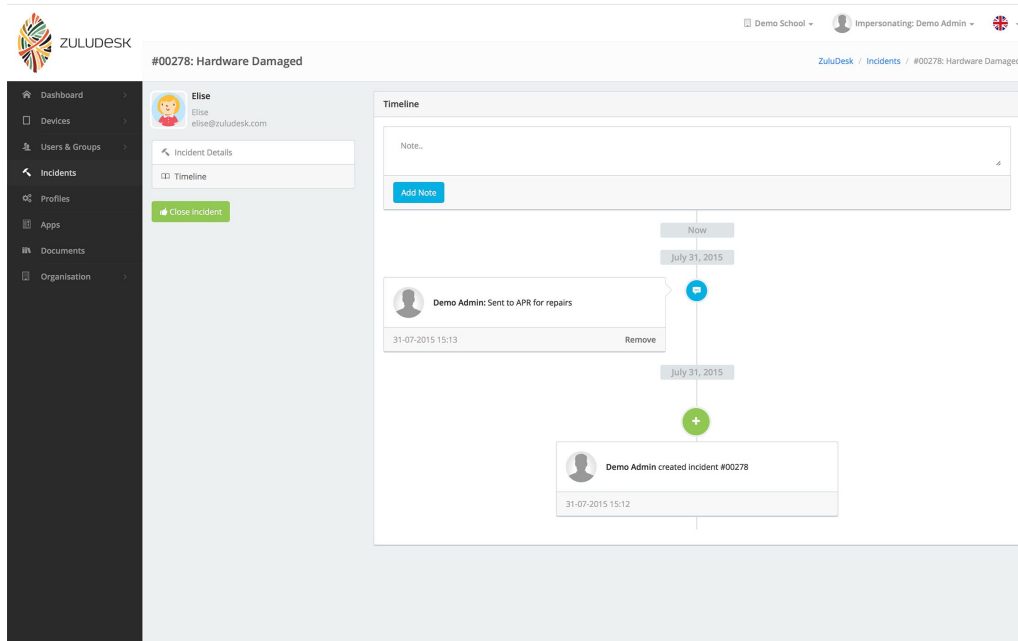 ZULUDESK
Demo School
Impersonating: Demo Admin
#00278: Hardware Damaged
ZuluDesk / Incidents / #00278: Hardware Damaged
Dashboard
Devices
Users & Groups
Incidents
Profiles
Apps
Documents
Organisation
Elise
Elise
elise@zuludesk.com
Incident Details
Timeline
Close incident
Timeline
Note..
Add Note
Now
July 31, 2015
Demo Admin: Sent to APR for repairs
31-07-2015 15:13 Remove
July 31, 2015
Demo Admin created incident #00278
31-07-2015 15:12